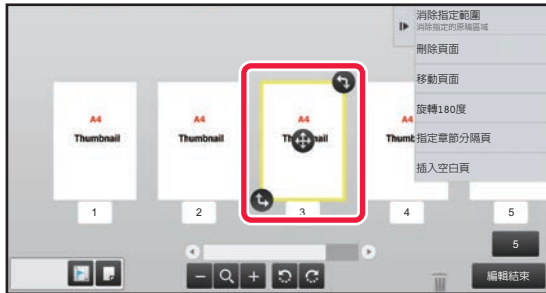 消除指定範圍
消除指定的原稿區域
刪除頁面
移動頁面
旋轉180度
指定章節分隔頁
插入空白頁
A4
Thumbnail
A4
Thumbnail
A4
A4
1
2
3
4
5
5
編輯結束